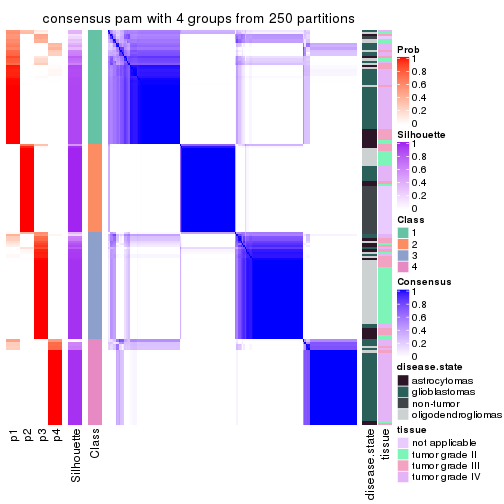 consensus pam with 4 groups from 250 partitions
Prob
1
0.8
0.6
0.4
0.2
0
Silhouette
1
0.8
0.6
0.4
0.2
0
Class
1
2
3
4
Consensus
1
0.8
0.6
0.4
0.2
0
disease.state
astrocytomas
glioblastomas
non-tumor
oligodendrogliomas
tissue
not applicable
tumor grade II
tumor grade III
tumor grade IV
p1
p2
p3
p4
Silhouette
Class
disease.state
tissue